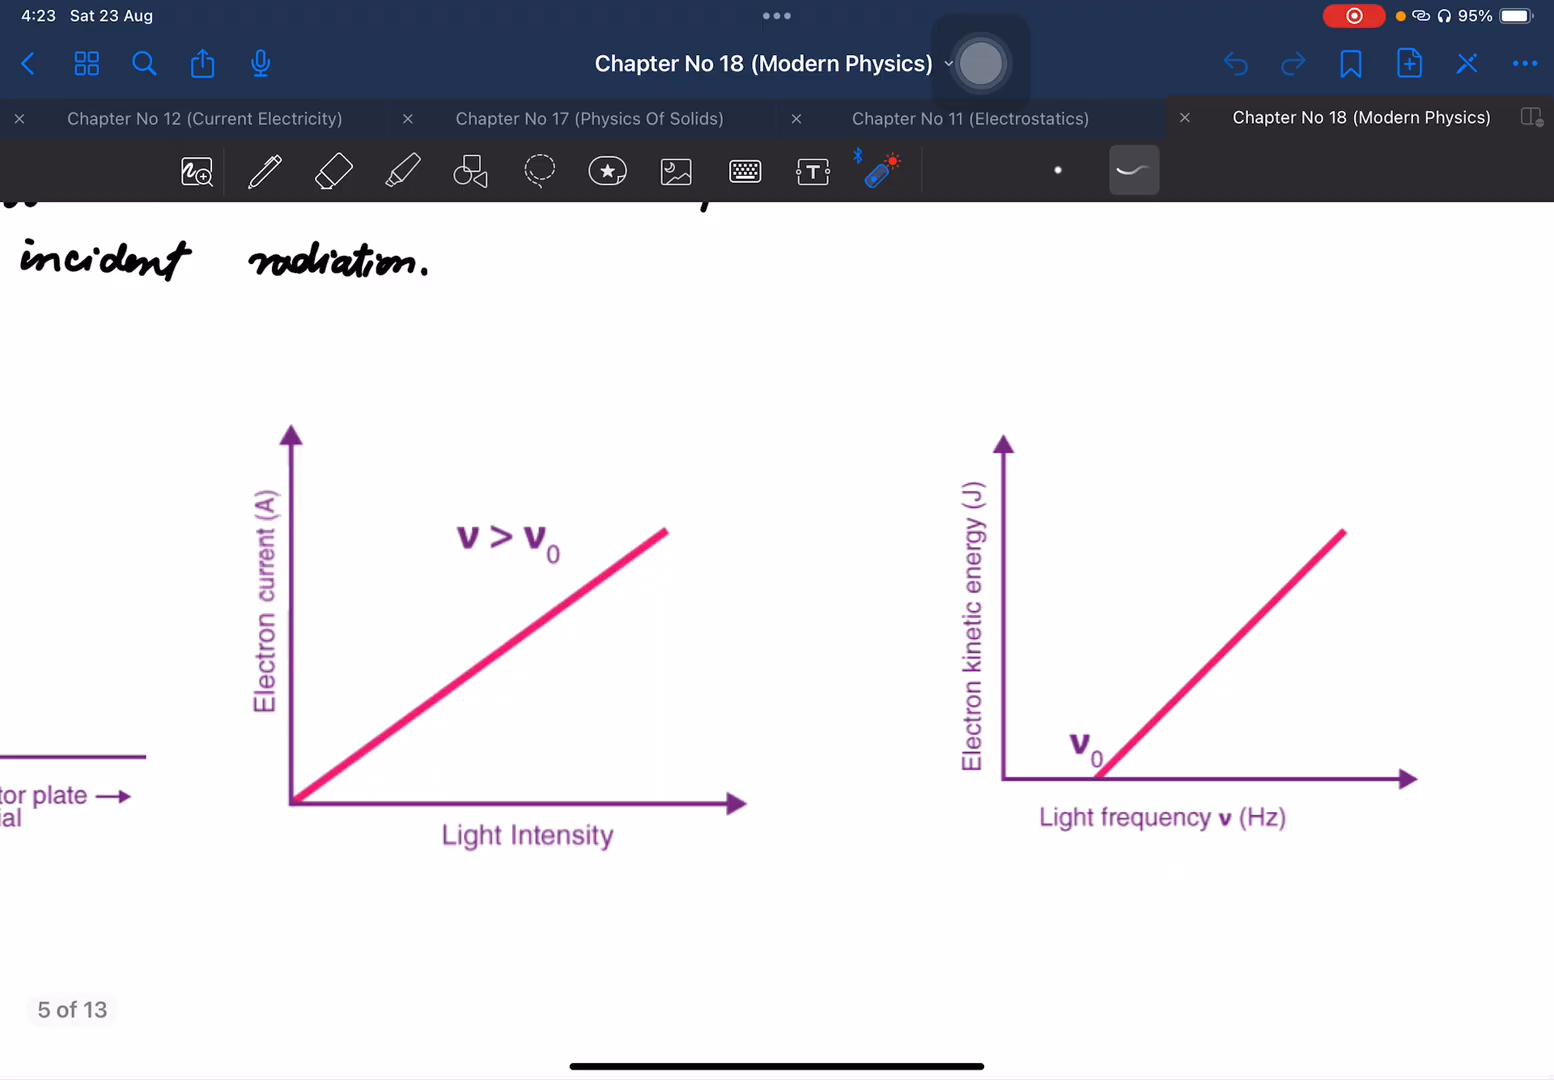 4:23 Sat 23 Aug
95%
Chapter No 18 (Modern Physics)
Chapter No 12 (Current Electricity)
Chapter No 17 (Physics Of Solids)
Chapter No 11 (Electrostatics)
Chapter No 18 (Modern Physics)
T
incident radiation.
Electron current (A)
ν > ν0
Light Intensity
Electron kinetic energy (J)
ν0
Light frequency ν (Hz)
tor plate →
ial
5 of 13